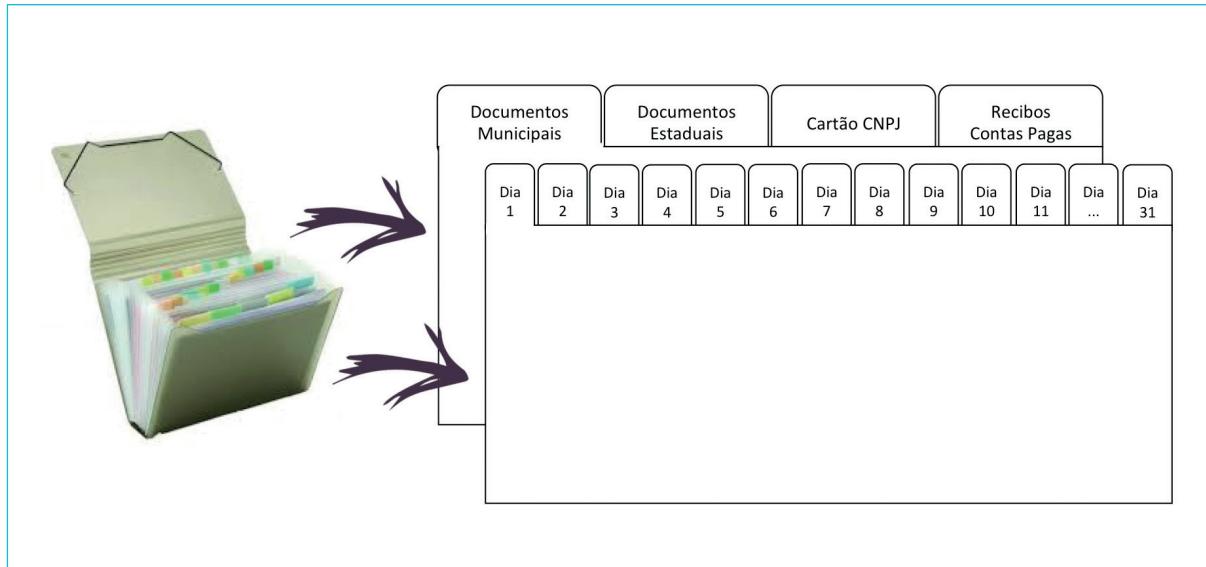 Documentos
Municipais
Documentos
Estaduais
Cartão CNPJ
Recibos
Contas Pagas
Dia
1
Dia
2
Dia
3
Dia
4
Dia
5
Dia
6
Dia
7
Dia
8
Dia
9
Dia
10
Dia
11
Dia
...
Dia
31